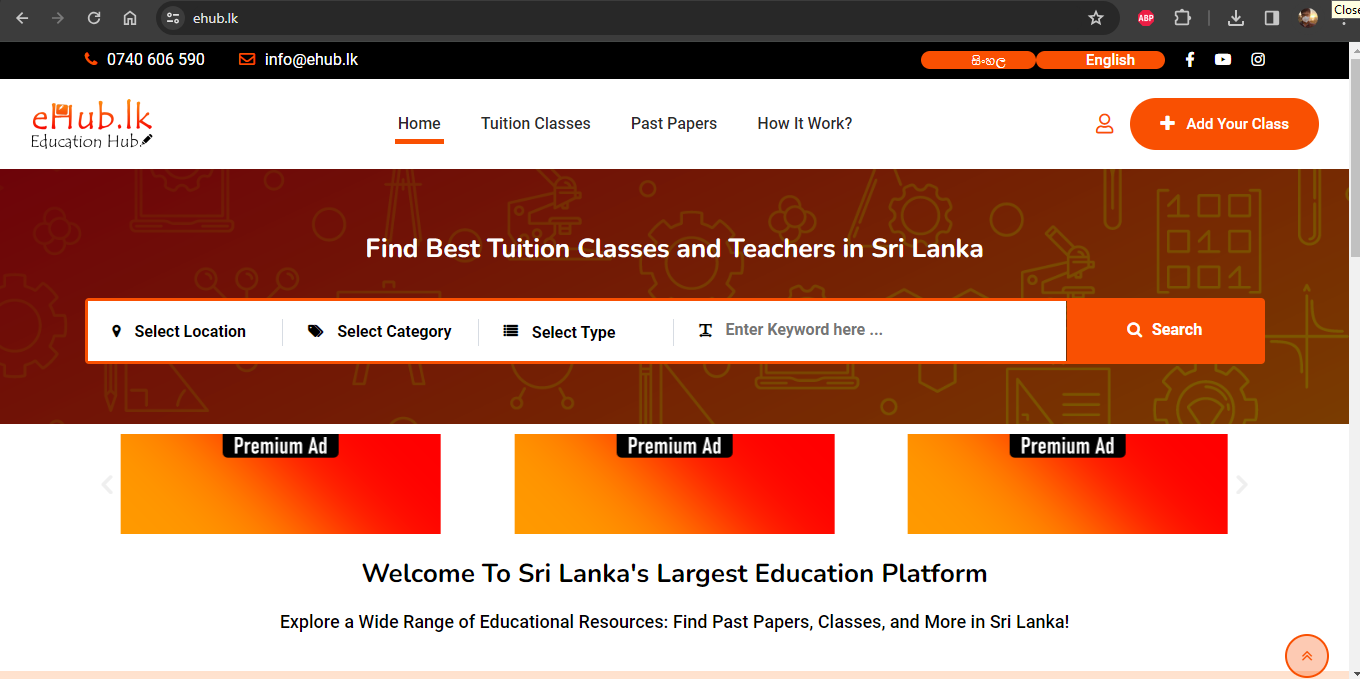 Close
ehub.lk
ABP
0740 606 590 info@ehub.lk සිංහල English
eHub.lk
Education Hub
Home Tuition Classes Past Papers How It Work? Add Your Class
Find Best Tuition Classes and Teachers in Sri Lanka
Select Location Select Category Select Type Enter Keyword here ... Search
Premium Ad Premium Ad Premium Ad
Welcome To Sri Lanka's Largest Education Platform
Explore a Wide Range of Educational Resources: Find Past Papers, Classes, and More in Sri Lanka!